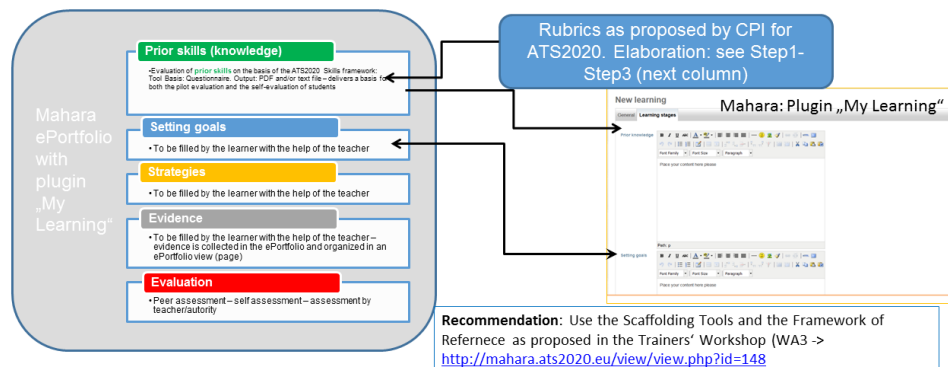 Mahara
ePortfolio
with
plugin
„My
Learning“
Prior skills (knowledge)
•Evaluation of prior skills on the basis of the ATS2020 Skills framework:
Tool Basis: Questionnaire. Output: PDF and/or text file – delivers a basis for
both the pilot evaluation and the self-evaluation of students
Setting goals
•To be filled by the learner with the help of the teacher
Strategies
•To be filled by the learner with the help of the teacher
Evidence
•To be filled by the learner with the help of the teacher –
evidence is collected in the ePortfolio and organized in an
ePortfolio view (page)
Evaluation
•Peer assessment – self assessment – assessment by
teacher/autority
Rubrics as proposed by CPI for
ATS2020. Elaboration: see Step1-
Step3 (next column)
New learning
Mahara: Plugin „My Learning“
General Learning stages
Prior knowledge
Font Family Font Size Paragraph
Place your content here please
Path: p
Setting goals
Font Family Font Size Paragraph
Place your content here please
Recommendation: Use the Scaffolding Tools and the Framework of
Refernece as proposed in the Trainers‘ Workshop (WA3 ->
http://mahara.ats2020.eu/view/view.php?id=148